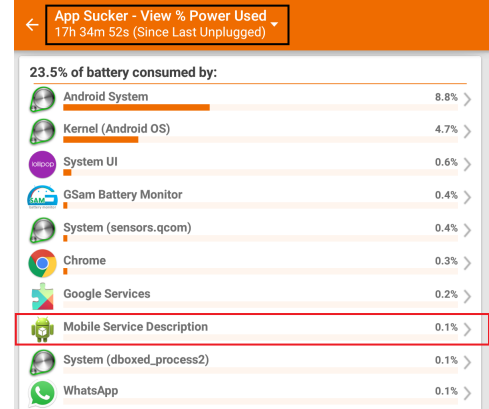 App Sucker - View % Power Used
17h 34m 52s (Since Last Unplugged)
23.5% of battery consumed by:
Android System
8.8%
Kernel (Android OS)
4.7%
lollipop
System UI
0.6%
SAM
GSam Battery Monitor
0.4%
System (sensors.qcom)
0.4%
Chrome
0.3%
Google Services
0.2%
Mobile Service Description
0.1%
System (dboxed_process2)
0.1%
WhatsApp
0.1%